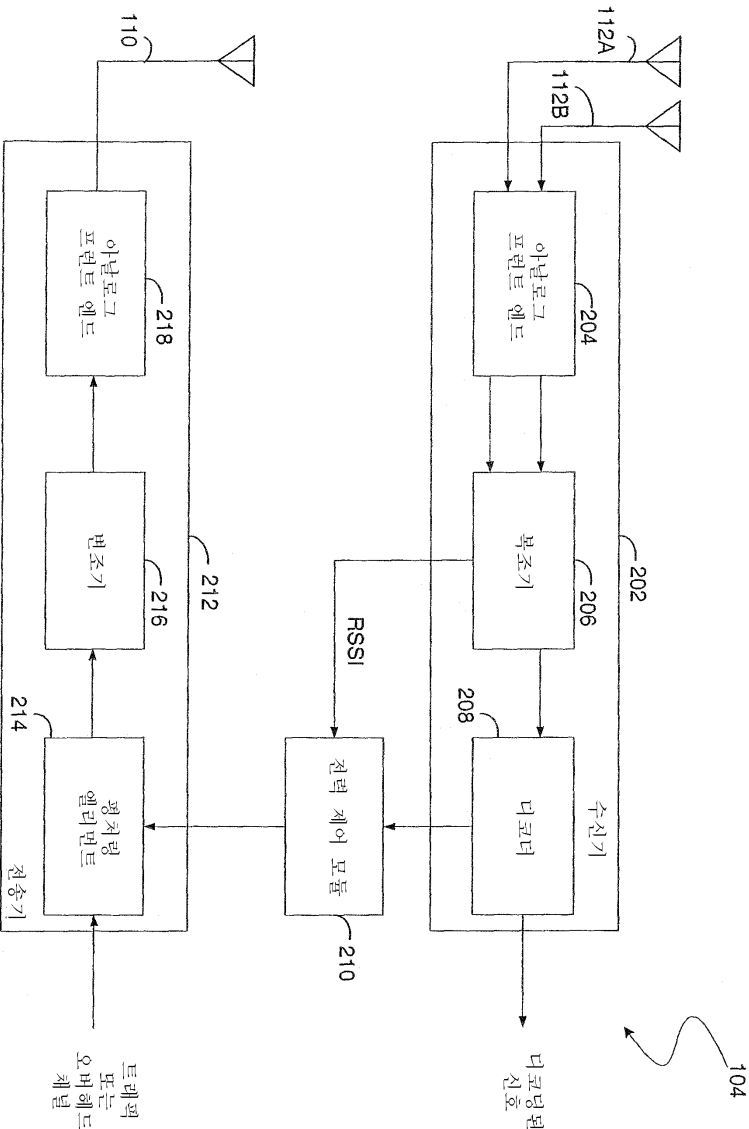 104
112A
202
112B
204
206
208
수신기
아날로그
프런트 엔드
복조기
디코더
디코딩된
신호
RSSI
전력 제어 모듈
210
110
212
218
216
214
아날로그
프런트 엔드
변조기
펑처링
엘리먼트
전송기
트래픽
또는
오버헤드
채널